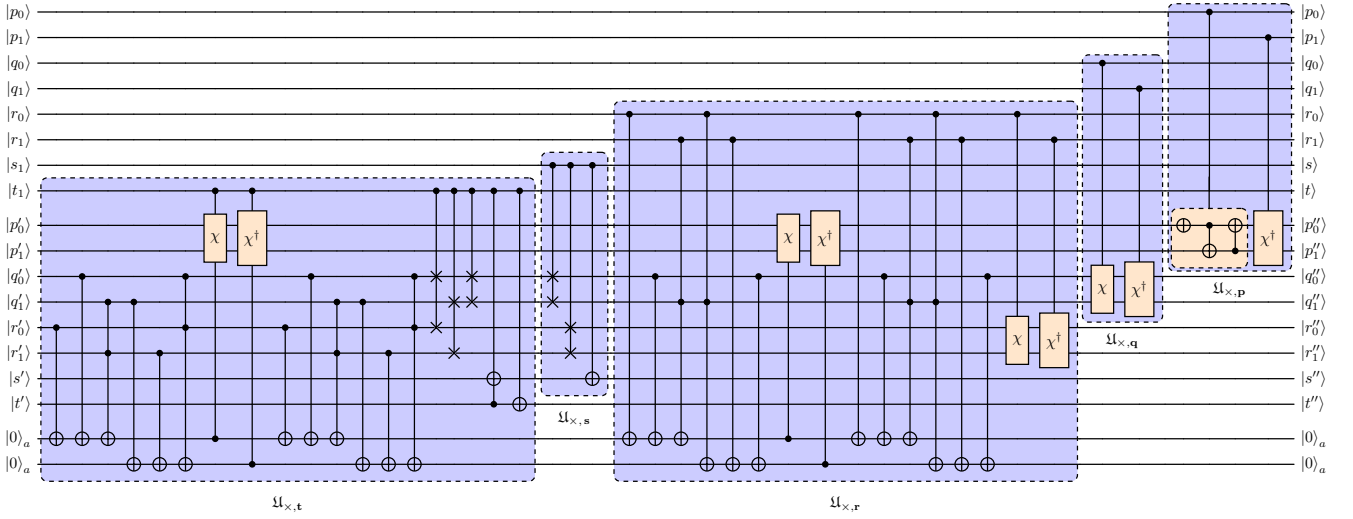 |p₀⟩ |p₀⟩
|p₁⟩ |p₁⟩
|q₀⟩ |q₀⟩
|q₁⟩ |q₁⟩
|r₀⟩ |r₀⟩
|r₁⟩ |r₁⟩
|s₁⟩ |s⟩
|t₁⟩ |t⟩
|p′₀⟩ |p″₀⟩
χ χ† χ χ† χ†
|p′₁⟩ |p″₁⟩
|q′₀⟩ |q″₀⟩
χ χ† 𝔘×,p
|q′₁⟩ |q″₁⟩
|r′₀⟩ |r″₀⟩
χ χ† 𝔘×,q
|r′₁⟩ |r″₁⟩
|s′⟩ |s″⟩
|t′⟩ |t″⟩
𝔘×,s
|0⟩ₐ |0⟩ₐ
|0⟩ₐ |0⟩ₐ
𝔘×,t 𝔘×,r